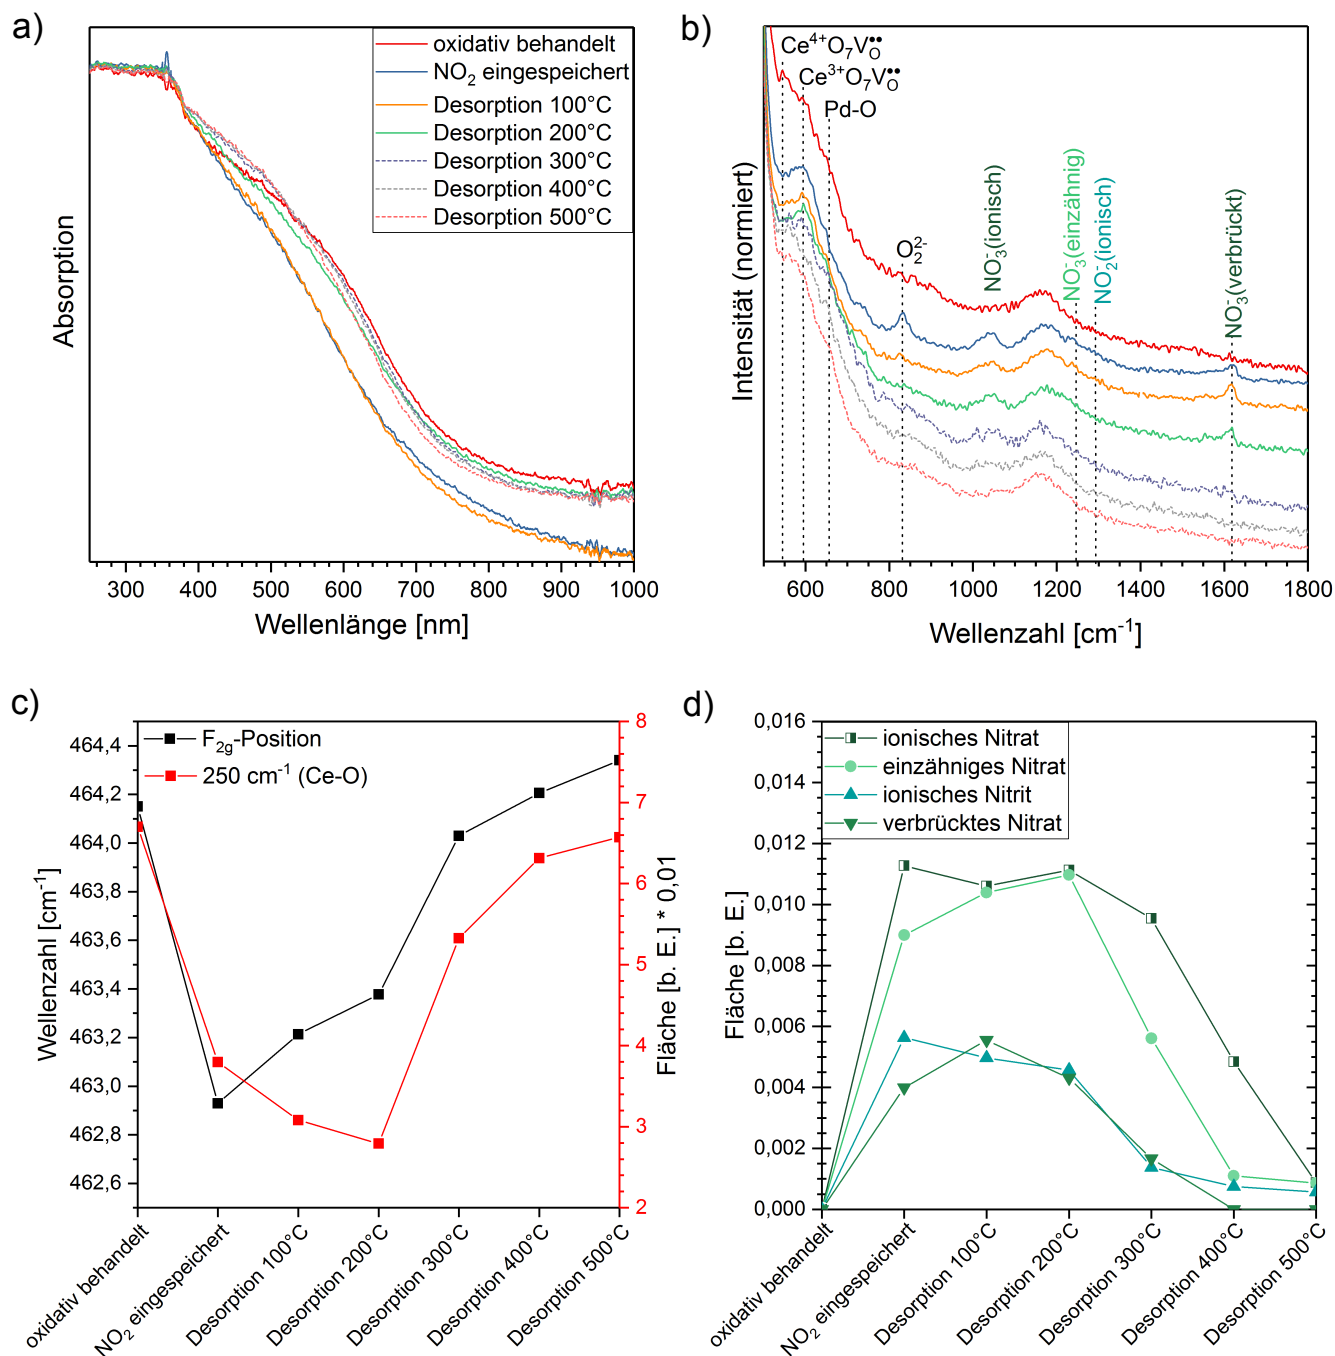 a)
oxidativ behandelt
NO₂ eingespeichert
Desorption 100°C
Desorption 200°C
Desorption 300°C
Desorption 400°C
Desorption 500°C
Absorption
300 400 500 600 700 800 900 1000
Wellenlänge [nm]
b)
Ce⁴⁺O₇V_O^••
Ce³⁺O₇V_O^••
Pd-O
O₂²⁻
NO₃⁻(ionisch)
NO₃⁻(einzähnig)
NO₂⁻(ionisch)
NO₃⁻(verbrückt)
Intensität (normiert)
600 800 1000 1200 1400 1600 1800
Wellenzahl [cm⁻¹]
c)
F₂g-Position
250 cm⁻¹ (Ce-O)
Wellenzahl [cm⁻¹]
464,4
464,2
464,0
463,8
463,6
463,4
463,2
463,0
462,8
462,6
8
7
6
5
4
3
2
Fläche [b. E.] * 0,01
oxidativ behandelt
NO₂ eingespeichert
Desorption 100°C
Desorption 200°C
Desorption 300°C
Desorption 400°C
Desorption 500°C
d)
ionisches Nitrat
einzähniges Nitrat
ionisches Nitrit
verbrücktes Nitrat
Fläche [b. E.]
0,016
0,014
0,012
0,010
0,008
0,006
0,004
0,002
0,000
oxidativ behandelt
NO₂ eingespeichert
Desorption 100°C
Desorption 200°C
Desorption 300°C
Desorption 400°C
Desorption 500°C